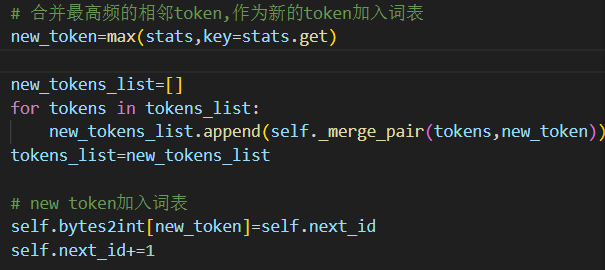 # 合并最高频的相邻token,作为新的token加入词表
new_token=max(stats,key=stats.get)
new_tokens_list=[]
for tokens in tokens_list:
    new_tokens_list.append(self._merge_pair(tokens,new_token))
tokens_list=new_tokens_list
# new token加入词表
self.bytes2int[new_token]=self.next_id
self.next_id+=1